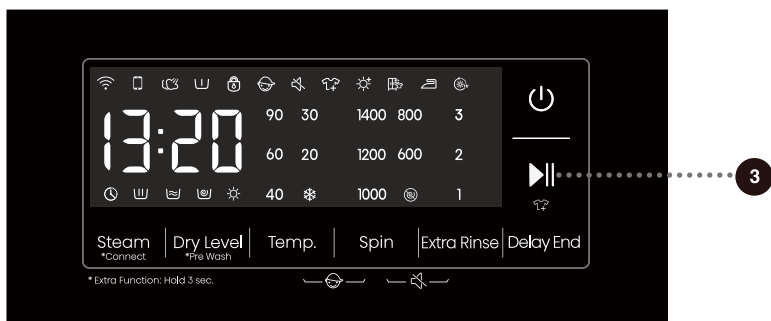 13:20
90 30 1400 800 3
60 20 1200 600 2
40 1000 1
3
Steam Dry Level Temp. Spin Extra Rinse Delay End
*Connect *Pre Wash
*Extra Function: Hold 3 sec.